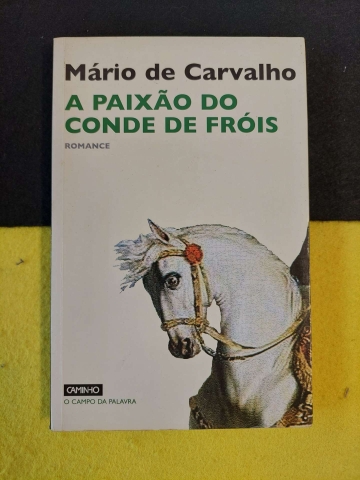 Mário de Carvalho
A PAIXÃO DO
CONDE DE FRÓIS
ROMANCE
CAMINHO
O CAMPO DA PALAVRA